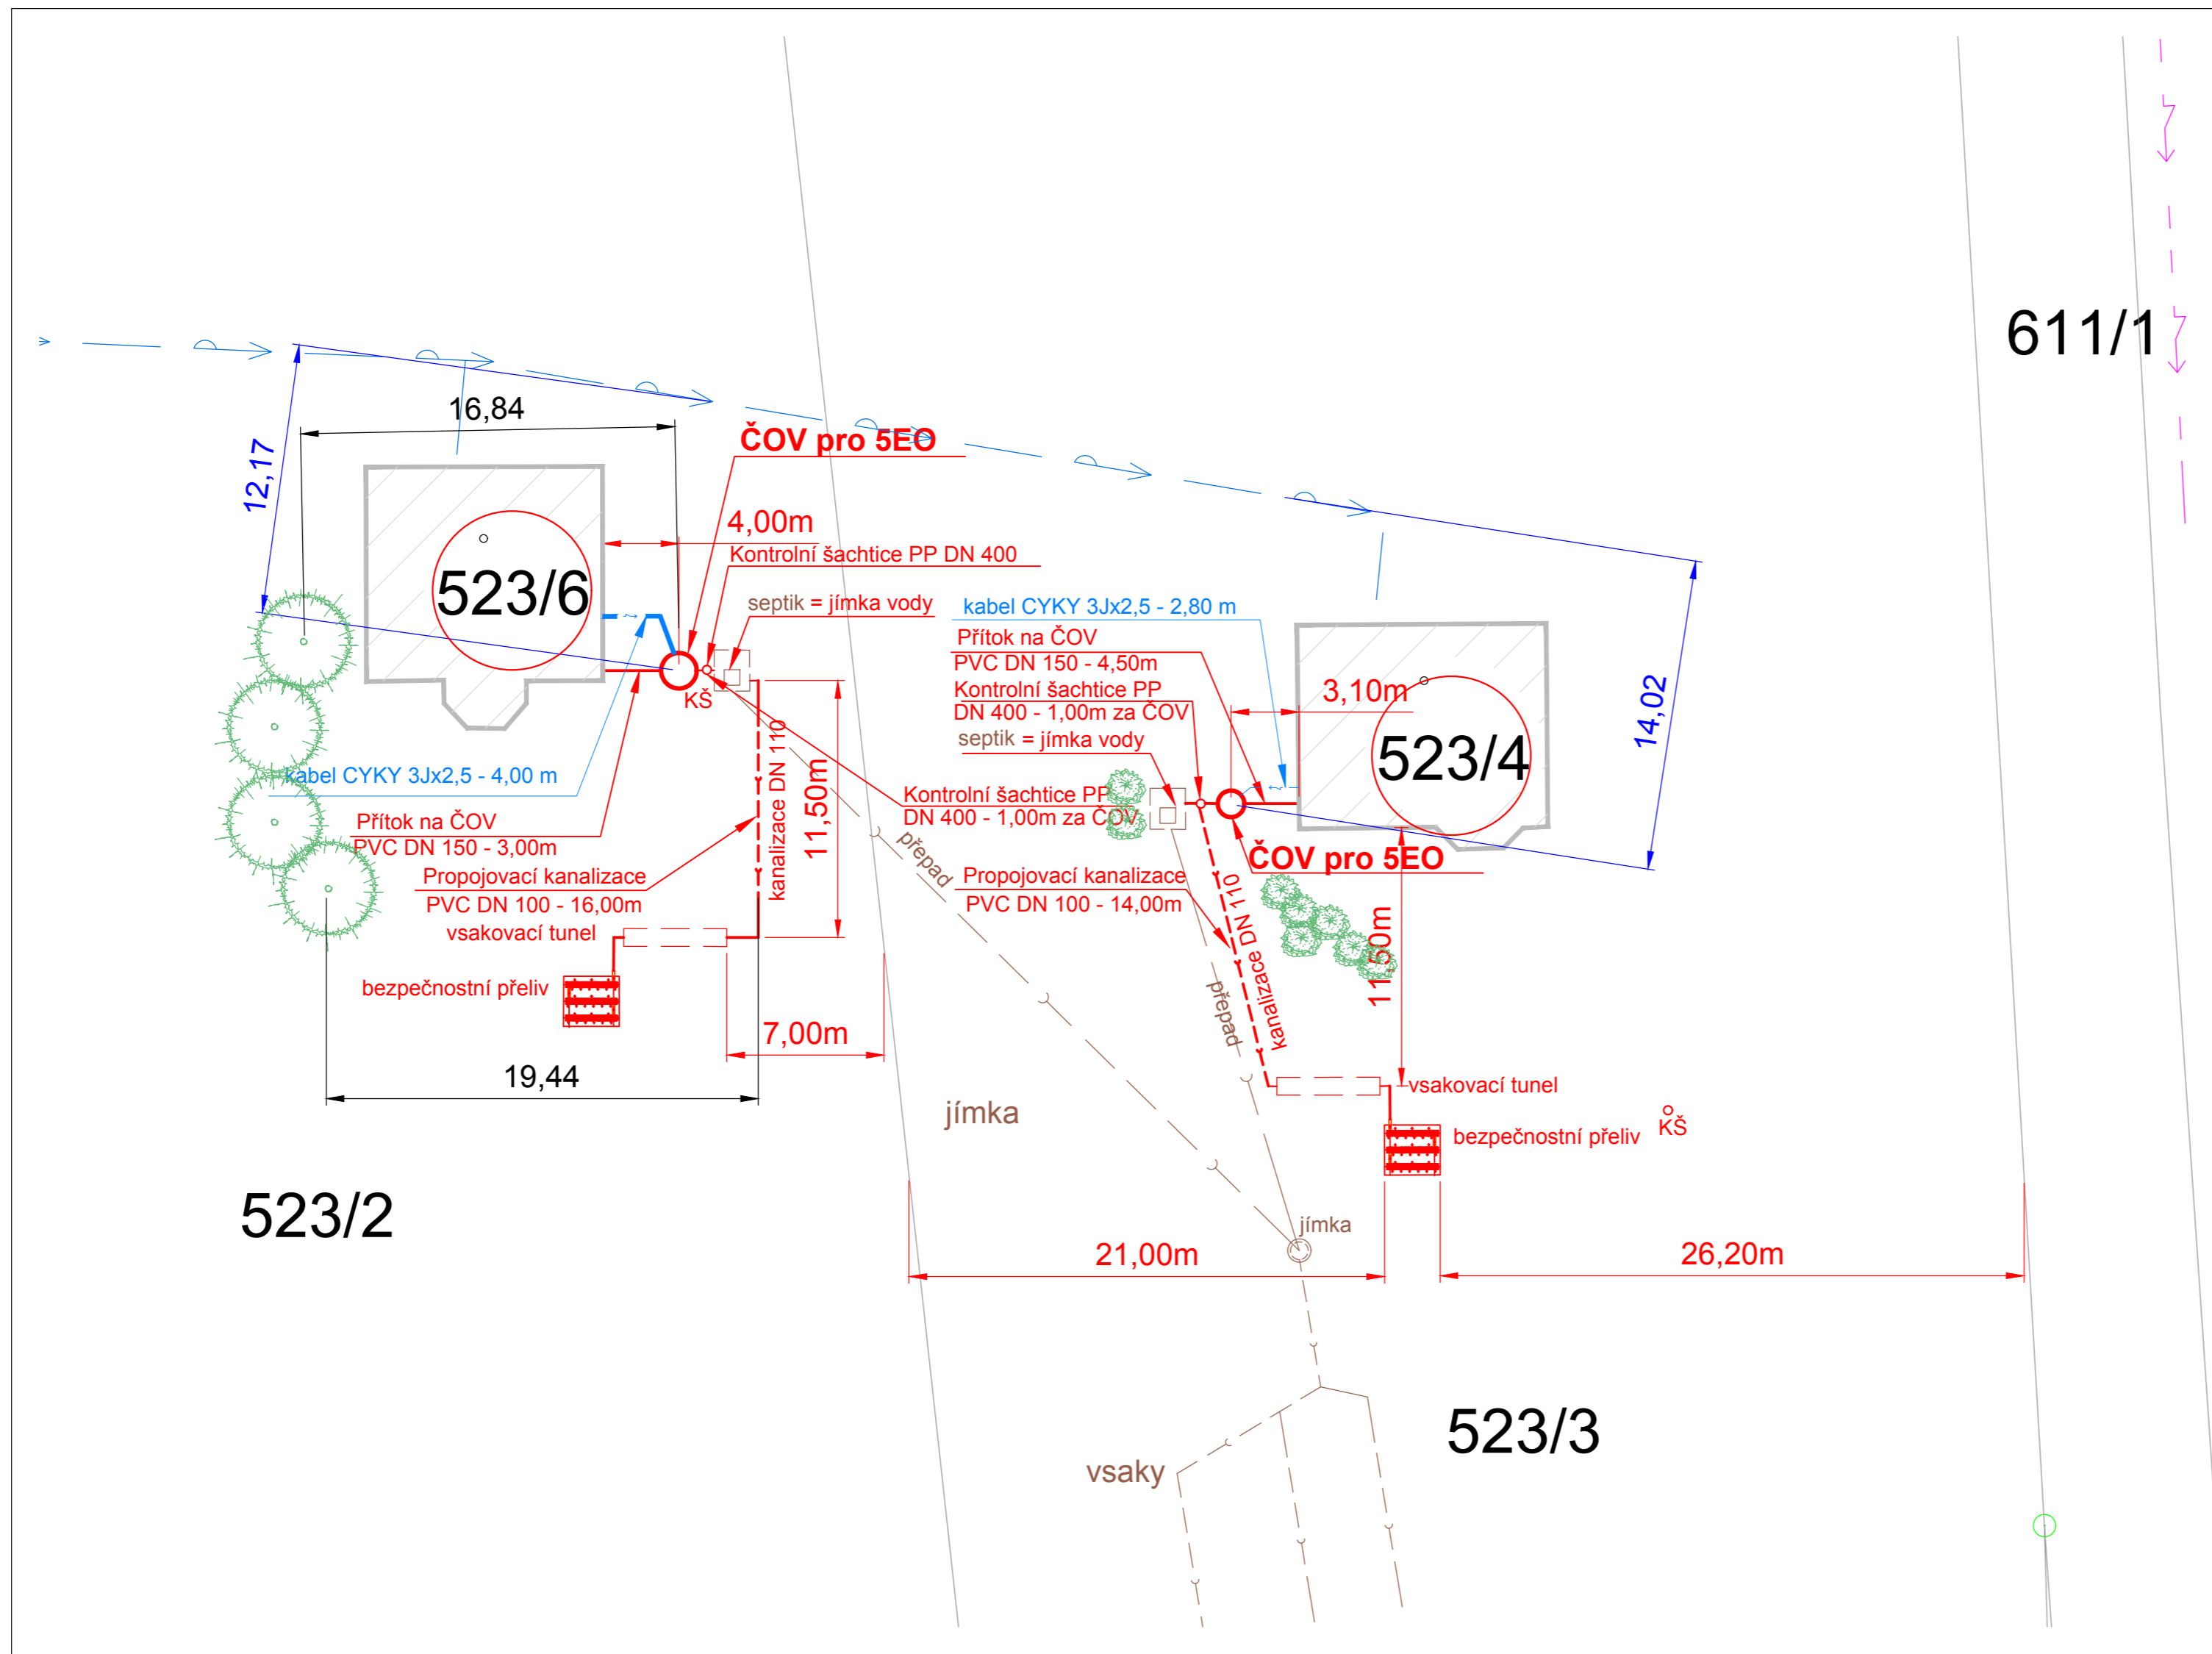 611/1
16,84
12,17
ČOV pro 5EO
4,00m
Kontrolní šachtice PP DN 400
523/6
septik = jímka vody
KŠ
kabel CYKY 3Jx2,5 - 4,00 m
Přítok na ČOV
PVC DN 150 - 3,00m
Propojovací kanalizace
PVC DN 100 - 16,00m
vsakovací tunel
bezpečnostní přeliv
kanalizace DN 110
11,50m
7,00m
19,44
523/2
kabel CYKY 3Jx2,5 - 2,80 m
Přítok na ČOV
PVC DN 150 - 4,50m
Kontrolní šachtice PP
DN 400 - 1,00m za ČOV
septik = jímka vody
3,10m
523/4
14,02
Kontrolní šachtice PP
DN 400 - 1,00m za ČOV
přepad
ČOV pro 5EO
Propojovací kanalizace
PVC DN 100 - 14,00m
kanalizace DN 110
přepad
11,50m
vsakovací tunel
KŠ
bezpečnostní přeliv
jímka
jímka
21,00m
26,20m
523/3
vsaky